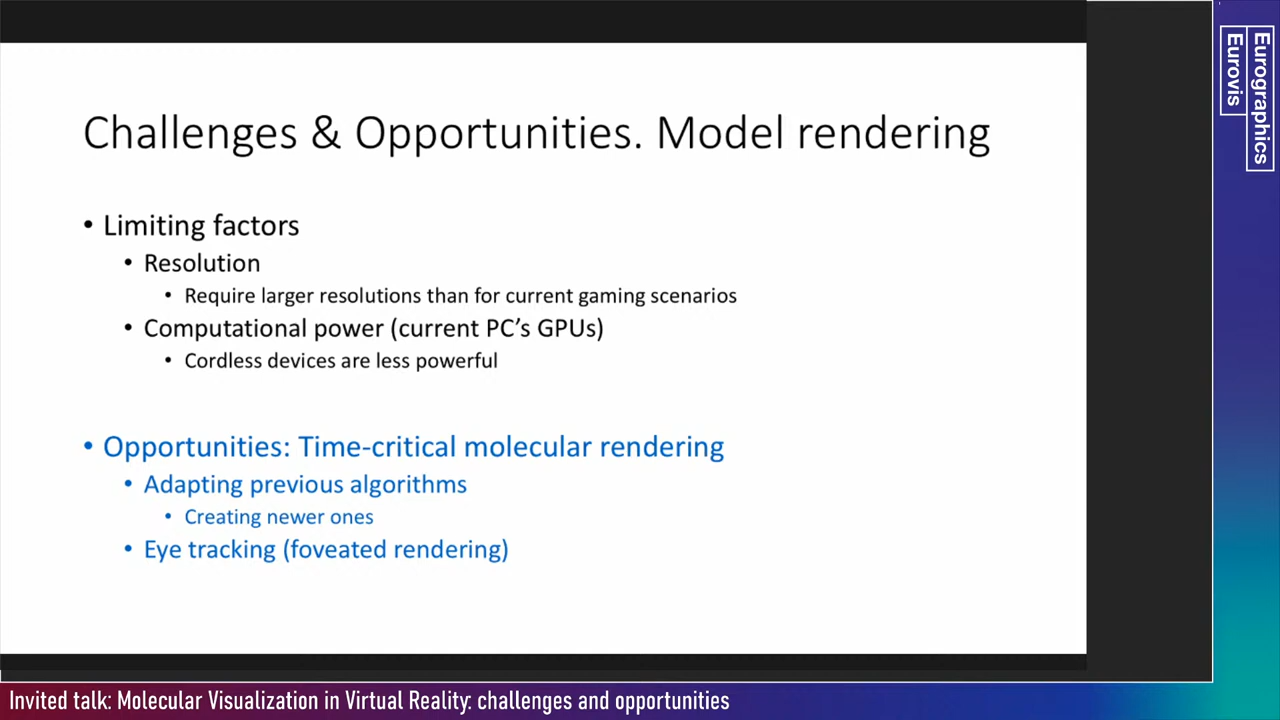 Challenges & Opportunities. Model rendering
• Limiting factors
• Resolution
• Require larger resolutions than for current gaming scenarios
• Computational power (current PC’s GPUs)
• Cordless devices are less powerful
• Opportunities: Time-critical molecular rendering
• Adapting previous algorithms
• Creating newer ones
• Eye tracking (foveated rendering)
Eurographics
Eurovis
Invited talk: Molecular Visualization in Virtual Reality: challenges and opportunities